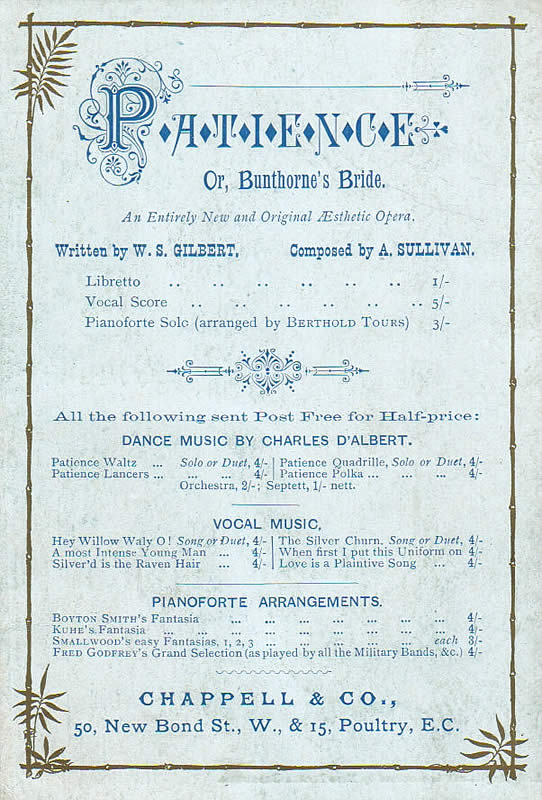 PATIENCE
Or, Bunthorne's Bride.
An Entirely New and Original Æsthetic Opera.
Written by W. S. GILBERT. Composed by A. SULLIVAN.
Libretto .. .. .. .. .. .. 1/-
Vocal Score .. .. .. .. .. 5/-
Pianoforte Solo (arranged by BERTHOLD TOURS) 3/-
All the following sent Post Free for Half-price:
DANCE MUSIC BY CHARLES D'ALBERT.
Patience Waltz ... Solo or Duet, 4/- | Patience Quadrille, Solo or Duet, 4/-
Patience Lancers ... ... ... 4/- | Patience Polka ... ... ... 4/-
Orchestra, 2/-; Septett, 1/- nett.
VOCAL MUSIC.
Hey Willow Waly O! Song or Duet, 4/- | The Silver Churn, Song or Duet, 4/-
A most Intense Young Man ... 4/- | When first I put this Uniform on 4/-
Silver'd is the Raven Hair ... 4/- | Love is a Plaintive Song ... 4/-
PIANOFORTE ARRANGEMENTS.
BOYTON SMITH'S Fantasia ... ... ... ... ... ... 4/-
KUHE'S Fantasia ... ... ... ... ... ... ... ... 4/-
SMALLWOOD'S easy Fantasias, 1, 2, 3 ... ... ... ... ... each 3/-
FRED GODFREY'S Grand Selection (as played by all the Military Bands, &c.) 4/-
CHAPPELL & CO.,
50, New Bond St., W., & 15, Poultry, E.C.